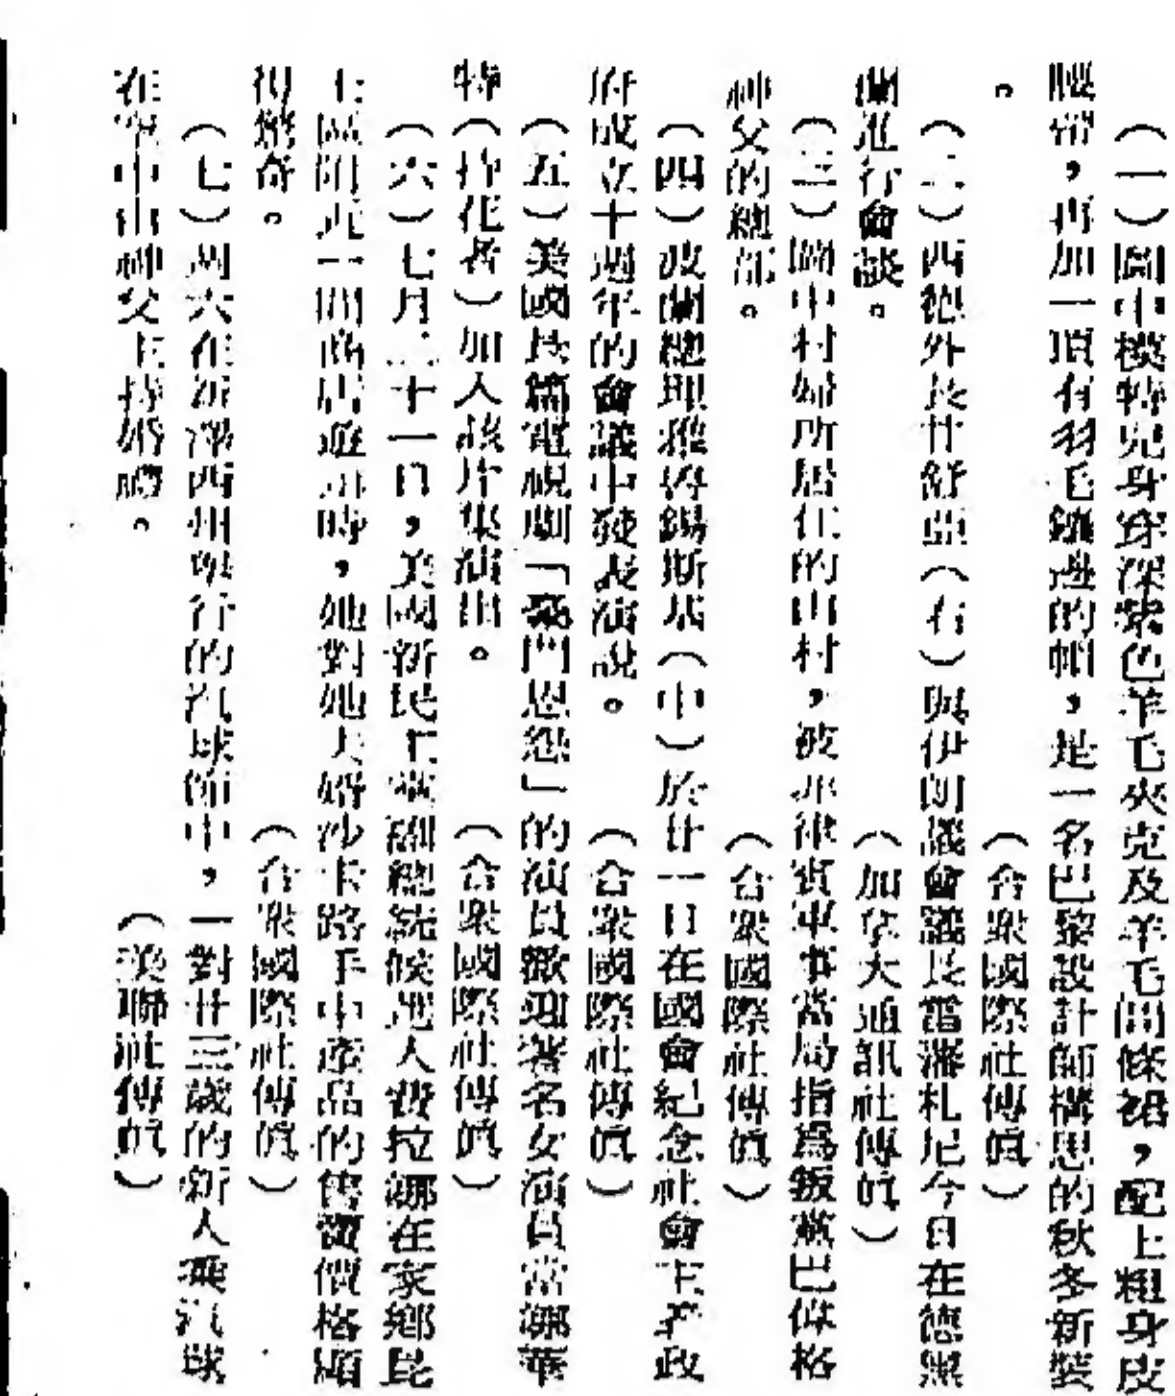 （一）圖中模特兒身穿深紫色羊毛夾克及羊毛間條裙，配上粗身皮
腰帶，再加一頂有羽毛鑲邊的帽，是一名巴黎設計師構思的秋冬新裝
。（合衆國際社傳眞）
（二）西德外長甘舒亞（右）與伊朗議會議長雷潘札尼今日在德黑
蘭進行會談。（加拿大通訊社傳眞）
（三）圖中村婦所居住的山村，被菲律賓軍事當局指爲叛黨巴偉格
神父的總部。（合衆國際社傳眞）
（四）波蘭總理雅魯錫斯基（中）於廿一日在國會紀念社會主義政
府成立十週年的會議中發表演說。（合衆國際社傳眞）
（五）美國長篇電視劇「豪門恩怨」的演員歡迎著名女演員當娜華
特（持花者）加入該片集演出。（合衆國際社傳眞）
（六）七月二十一日，美國新民主黨副總統候選人費拉娜在家鄉昆
士區附近一間商店遊說時，她對她夫婿沙卡路手中產品的售賣價格顯
得驚奇。（合衆國際社傳眞）
（七）周六在新澤西州舉行的汽球節中，一對廿三歲的新人乘汽球
在空中由神父主持婚禮。（美聯社傳眞）